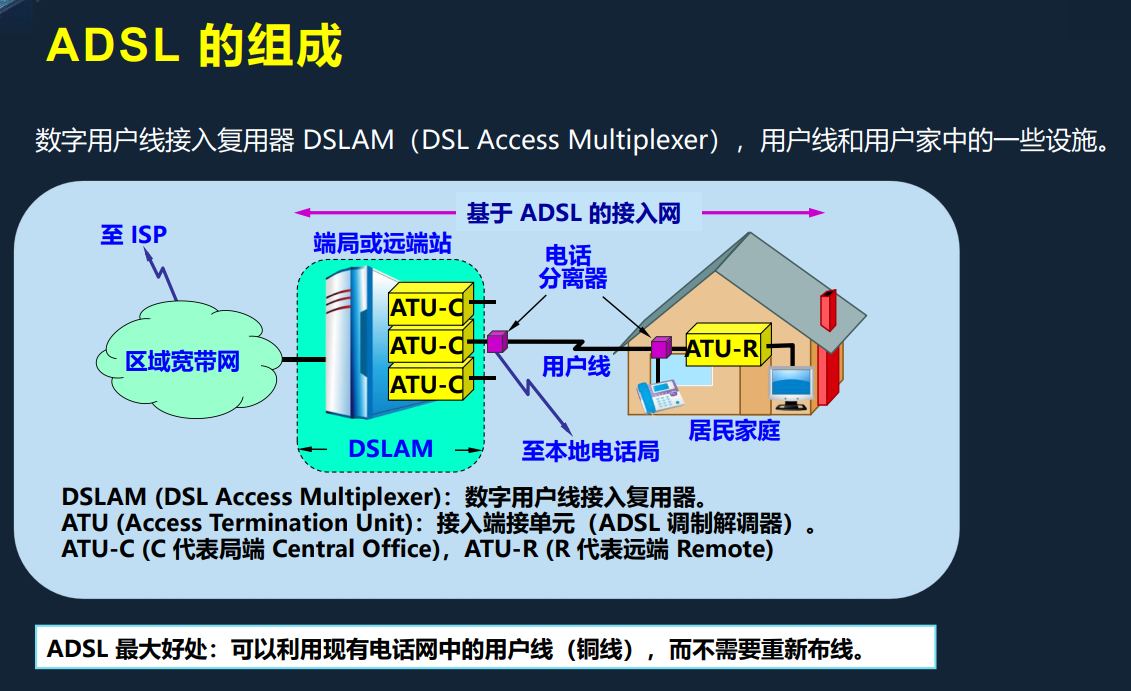 ADSL 的组成
数字用户线接入复用器 DSLAM（DSL Access Multiplexer），用户线和用户家中的一些设施。
基于 ADSL 的接入网
至 ISP
端局或远端站
电话
分离器
ATU-C
ATU-C
ATU-C
区域宽带网
用户线
ATU-R
DSLAM
至本地电话局
居民家庭
DSLAM (DSL Access Multiplexer)：数字用户线接入复用器。
ATU (Access Termination Unit)：接入端接单元（ADSL 调制解调器）。
ATU-C (C 代表局端 Central Office)，ATU-R (R 代表远端 Remote)
ADSL 最大好处：可以利用现有电话网中的用户线（铜线），而不需要重新布线。